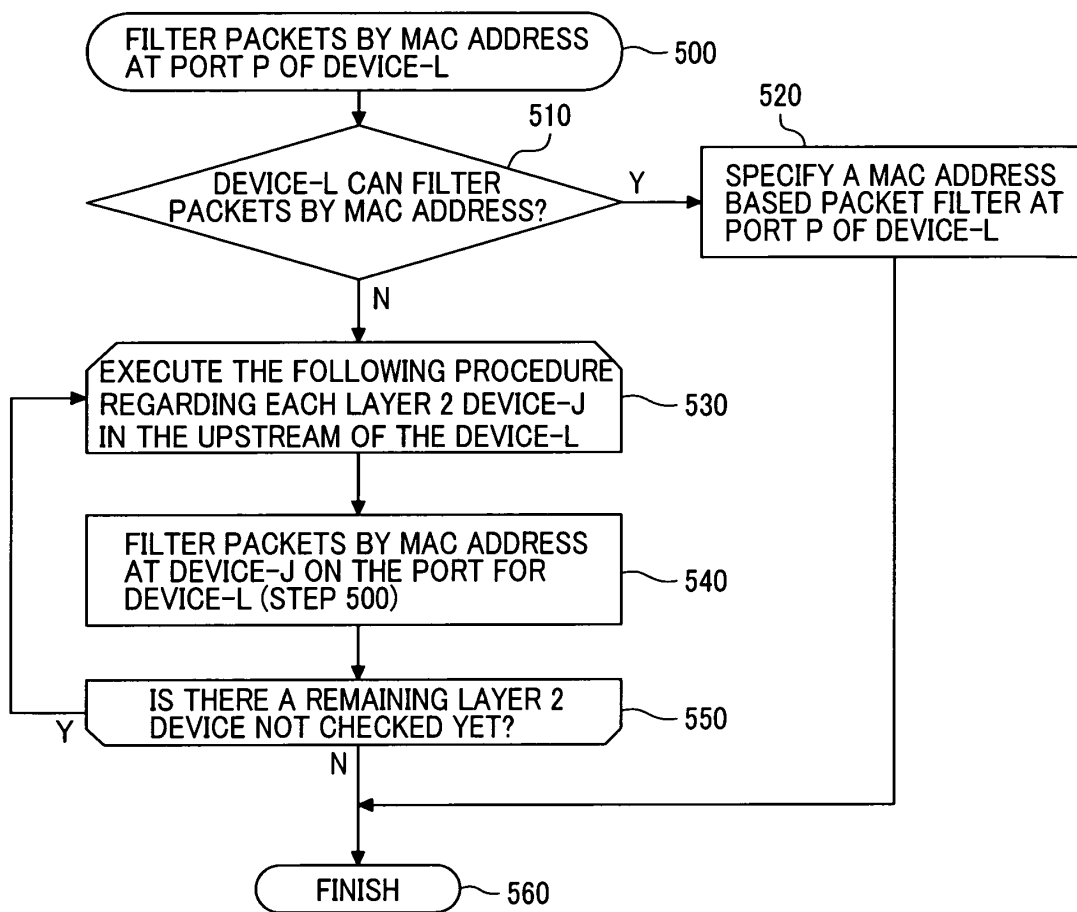 FILTER PACKETS BY MAC ADDRESS
AT PORT P OF DEVICE-L
500
510
DEVICE-L CAN FILTER
PACKETS BY MAC ADDRESS?
Y
520
SPECIFY A MAC ADDRESS
BASED PACKET FILTER AT
PORT P OF DEVICE-L
N
EXECUTE THE FOLLOWING PROCEDURE
REGARDING EACH LAYER 2 DEVICE-J
IN THE UPSTREAM OF THE DEVICE-L
530
FILTER PACKETS BY MAC ADDRESS
AT DEVICE-J ON THE PORT FOR
DEVICE-L (STEP 500)
540
IS THERE A REMAINING LAYER 2
DEVICE NOT CHECKED YET?
550
Y
N
FINISH
560